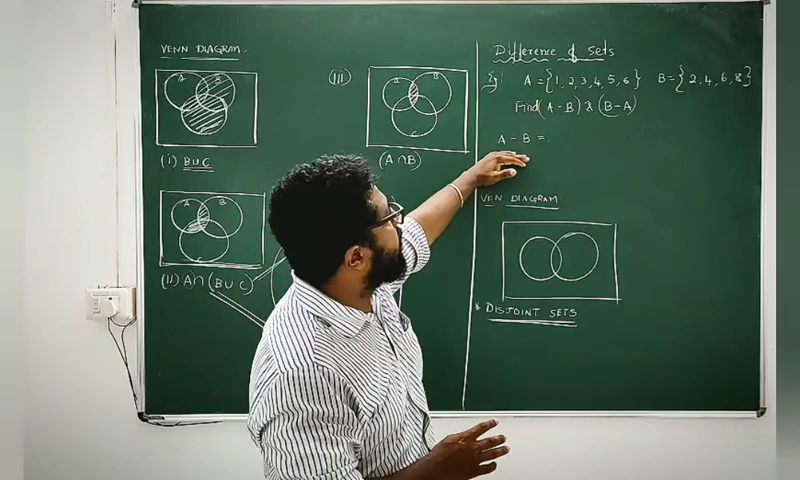 VENN DIAGRAM
A B
C
(i) B∪C
(iii)
A B
C
(A∩B)
A B
C
(ii) A∩(B∪C)
Difference of Sets
Eg: A={1,2,3,4,5,6} B={2,4,6,8}
Find (A-B) & (B-A)
A - B =
VEN DIAGRAM
* DISJOINT SETS